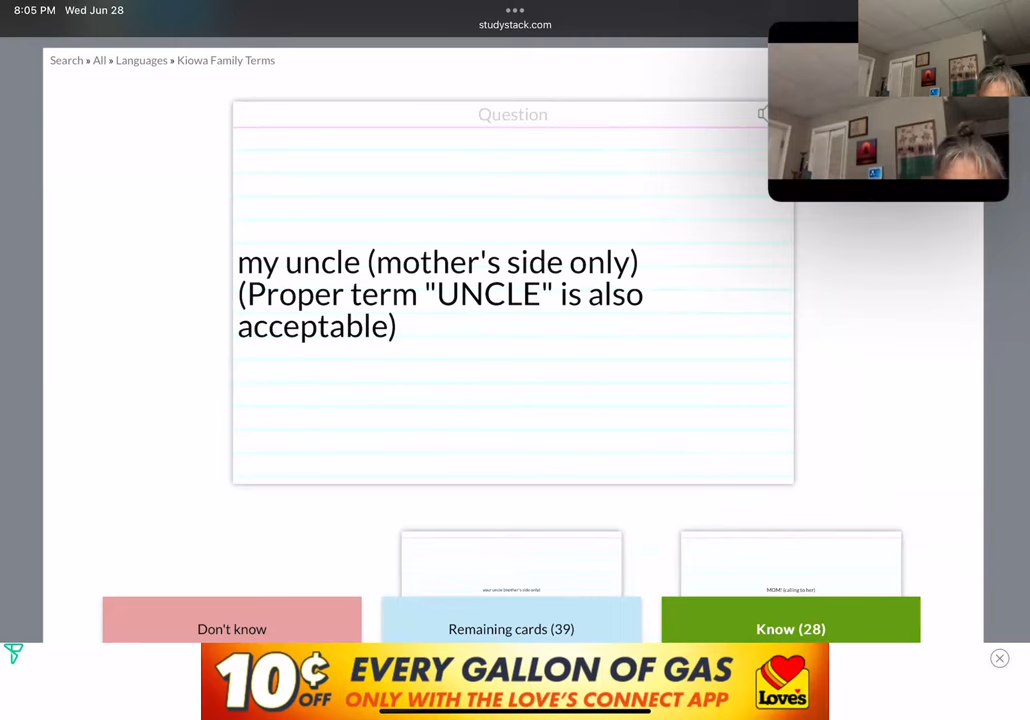 8:05 PM Wed Jun 28
studystack.com
Search » All » Languages » Kiowa Family Terms
Question
my uncle (mother's side only)
(Proper term "UNCLE" is also
acceptable)
your uncle (mother's side only)
MOM! (calling to her)
Don't know
Remaining cards (39)
Know (28)
10¢ OFF
EVERY GALLON OF GAS
ONLY WITH THE LOVE'S CONNECT APP
Love's